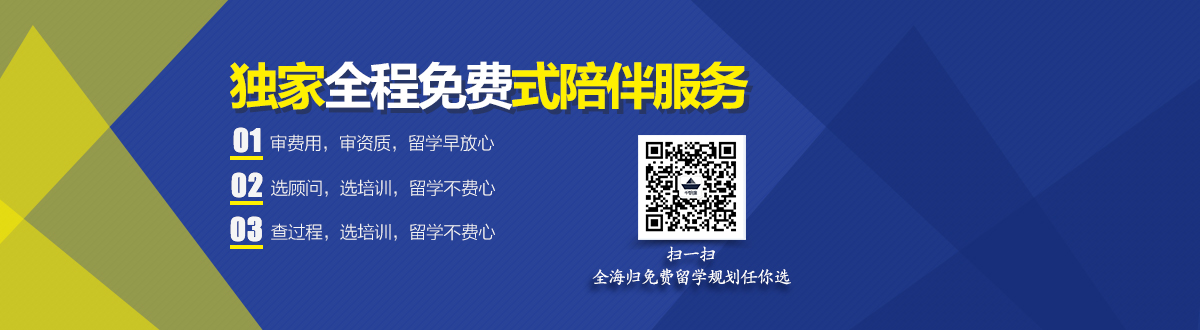 独家全程免费式陪伴服务
01 审费用，审资质，留学早放心
02 选顾问，选培训，留学不费心
03 查过程，选培训，留学不费心
扫一扫
全海归免费留学规划任你选